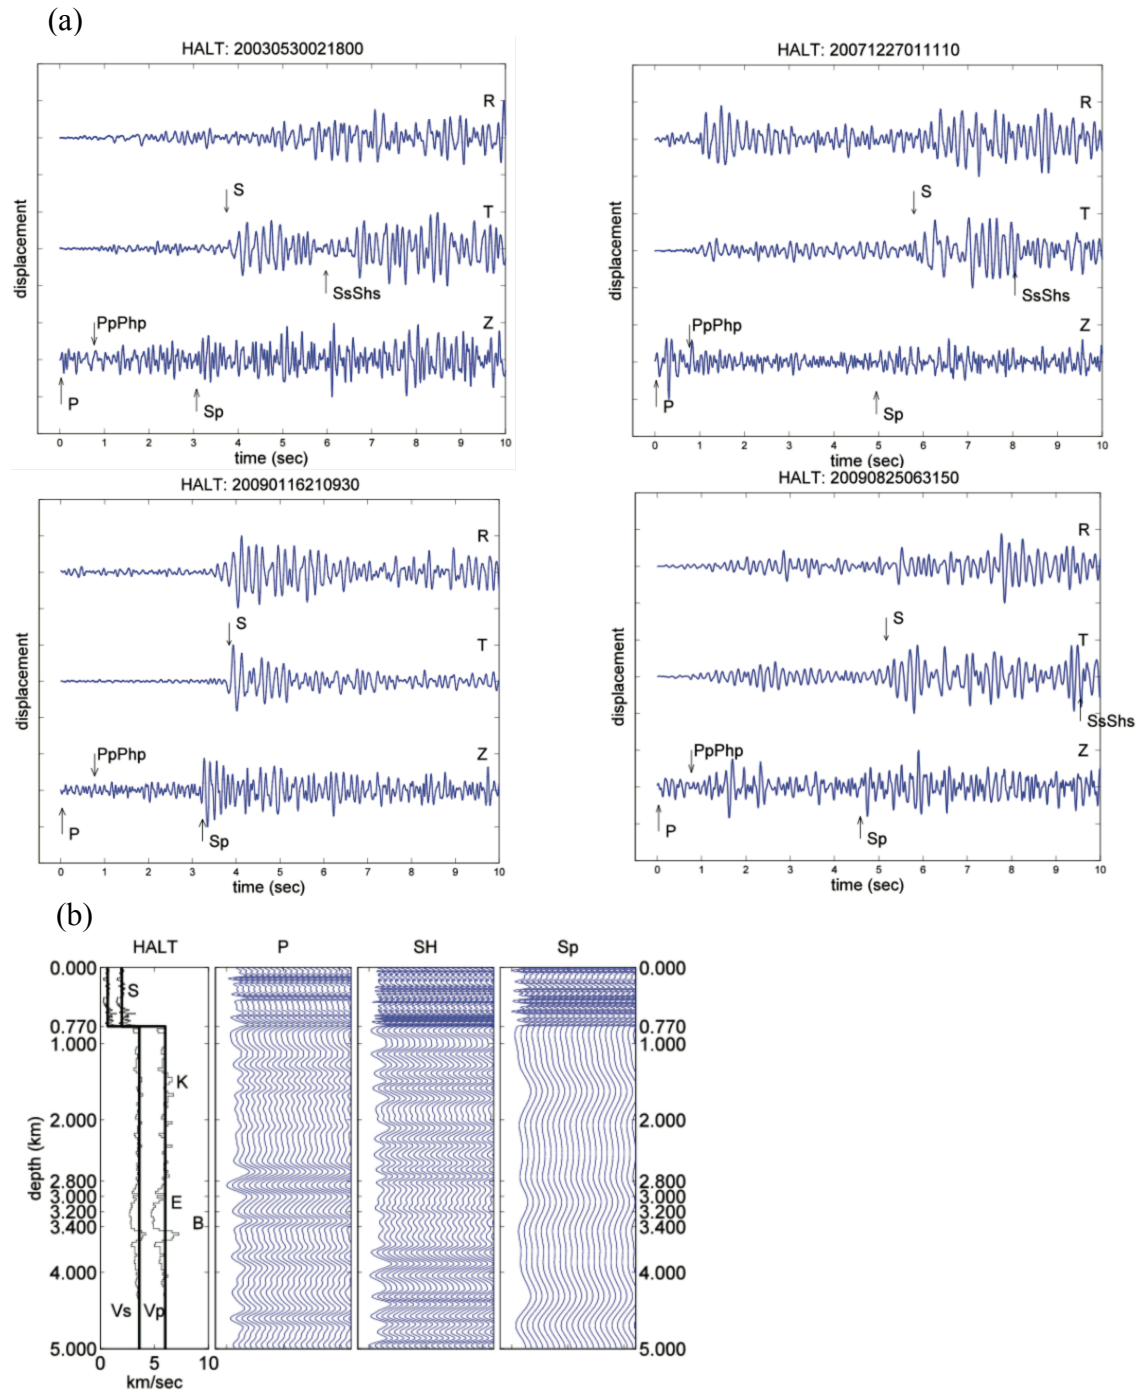 (a)
HALT: 20030530021800
R
S
T
SsShs
PpPhp
Z
P
Sp
displacement
0 1 2 3 4 5 6 7 8 9 10
time (sec)
HALT: 20071227011110
R
S
T
SsShs
PpPhp
Z
P
Sp
displacement
0 1 2 3 4 5 6 7 8 9 10
time (sec)
HALT: 20090116210930
R
S
T
PpPhp
Z
P
Sp
displacement
0 1 2 3 4 5 6 7 8 9 10
time (sec)
HALT: 20090825063150
R
S
T
SsShs
PpPhp
Z
P
Sp
displacement
0 1 2 3 4 5 6 7 8 9 10
time (sec)
(b)
HALT P SH Sp
0.000 0.000
S
0.770 0.770
1.000 1.000
K
2.000 2.000
depth (km)
2.800 2.800
3.000 3.000
E
3.200 3.200
B
3.400 3.400
4.000 4.000
Vs Vp
5.000 5.000
0 5 10
km/sec